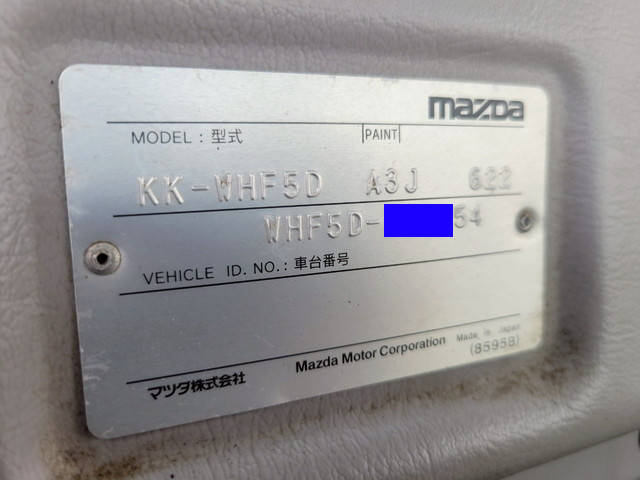 mazda
MODEL : 型式 PAINT
KK-WHF5D A3J 622
WHF5D- 54
VEHICLE ID. NO. : 車台番号
Mazda Motor Corporation Made in Japan
マツダ株式会社 (8595B)